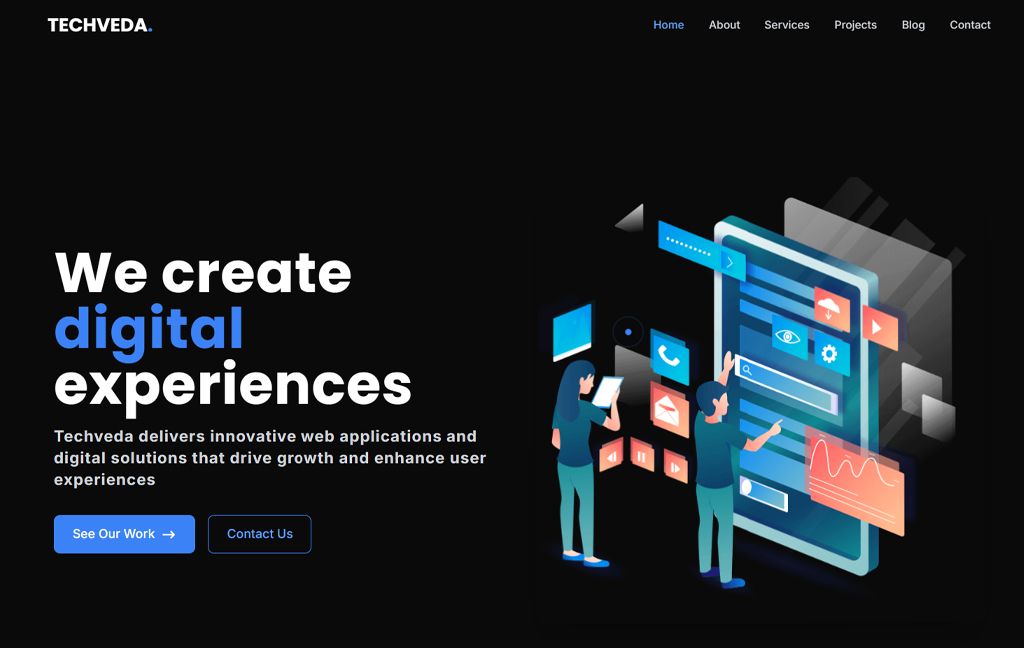 TECHVEDA.
Home About Services Projects Blog Contact
We create
digital
experiences
Techveda delivers innovative web applications and
digital solutions that drive growth and enhance user
experiences
See Our Work → Contact Us